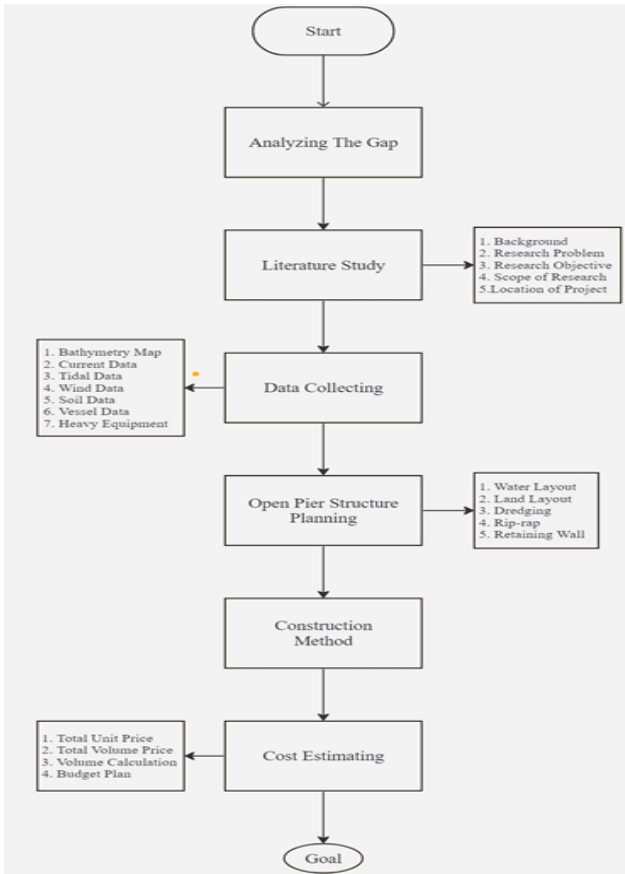 Start
Analyzing The Gap
Literature Study
1. Background
2. Research Problem
3. Research Objective
4. Scope of Research
5.Location of Project
Data Collecting
1. Bathymetry Map
2. Current Data
3. Tidal Data
4. Wind Data
5. Soil Data
6. Vessel Data
7. Heavy Equipment
Open Pier Structure
Planning
1. Water Layout
2. Land Layout
3. Dredging
4. Rip-rap
5. Retaining Wall
Construction
Method
Cost Estimating
1. Total Unit Price
2. Total Volume Price
3. Volume Calculation
4. Budget Plan
Goal